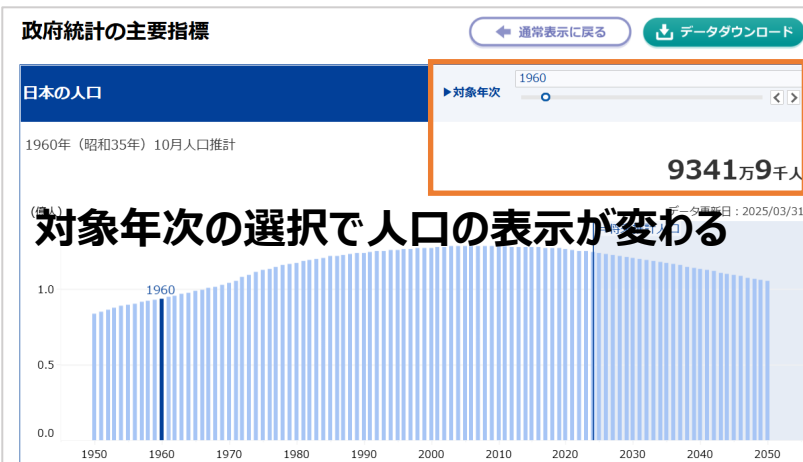 政府統計の主要指標
通常表示に戻る
データダウンロード
日本の人口
▶対象年次
1960
1960年（昭和35年）10月人口推計
9341万9千人
データ更新日：2025/03/31
対象年次の選択で人口の表示が変わる
1.0
1960
0.5
0.0
1950 1960 1970 1980 1990 2000 2010 2020 2030 2040 2050